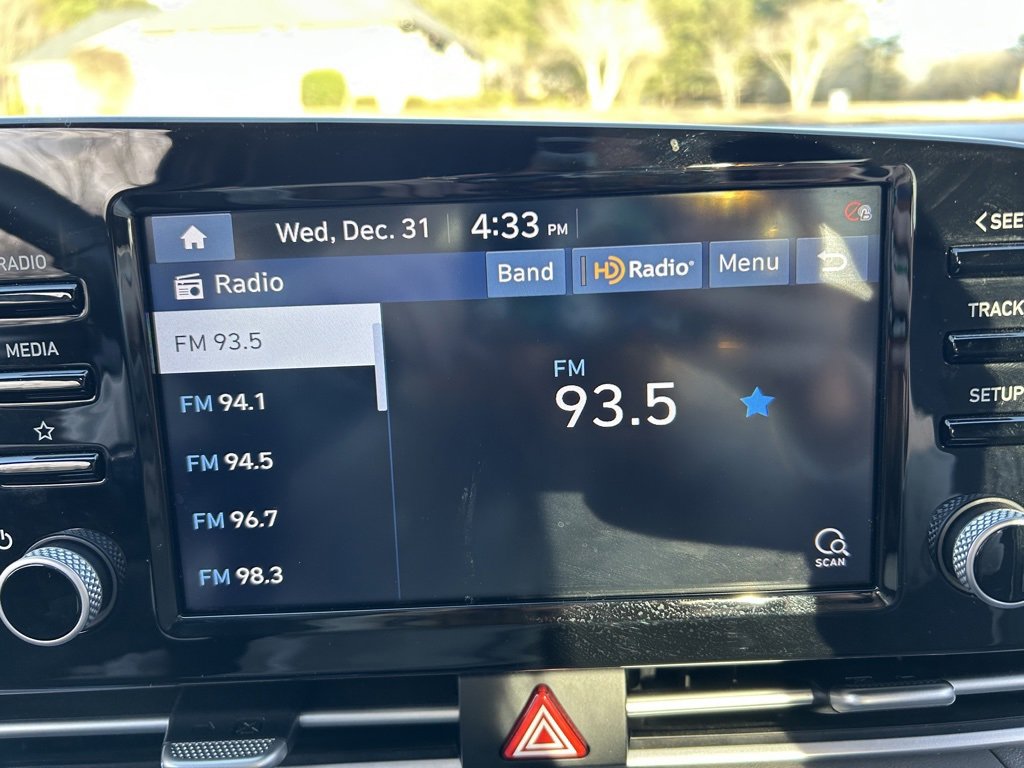 Wed, Dec. 31 4:33 PM
Radio Band HD Radio® Menu
FM 93.5
FM 94.1
FM 94.5
FM 96.7
FM 98.3
FM
93.5
SCAN
RADIO
MEDIA
<SEE
TRACK
SETUP